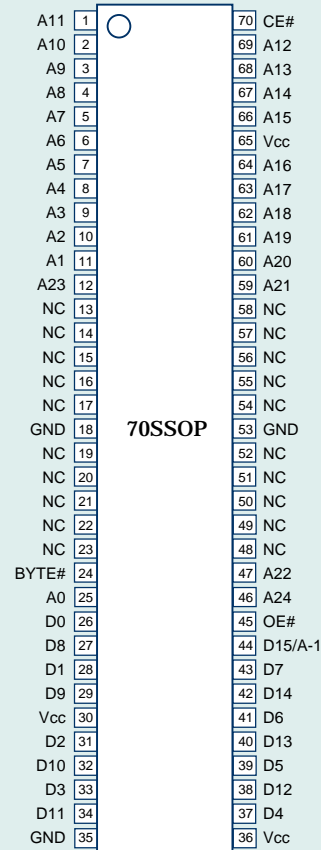 A11 1 70 CE#
A10 2 69 A12
A9 3 68 A13
A8 4 67 A14
A7 5 66 A15
A6 6 65 Vcc
A5 7 64 A16
A4 8 63 A17
A3 9 62 A18
A2 10 61 A19
A1 11 60 A20
A23 12 59 A21
NC 13 58 NC
NC 14 57 NC
NC 15 56 NC
NC 16 55 NC
NC 17 54 NC
GND 18 70SSOP 53 GND
NC 19 52 NC
NC 20 51 NC
NC 21 50 NC
NC 22 49 NC
NC 23 48 NC
BYTE# 24 47 A22
A0 25 46 A24
D0 26 45 OE#
D8 27 44 D15/A-1
D1 28 43 D7
D9 29 42 D14
Vcc 30 41 D6
D2 31 40 D13
D10 32 39 D5
D3 33 38 D12
D11 34 37 D4
GND 35 36 Vcc